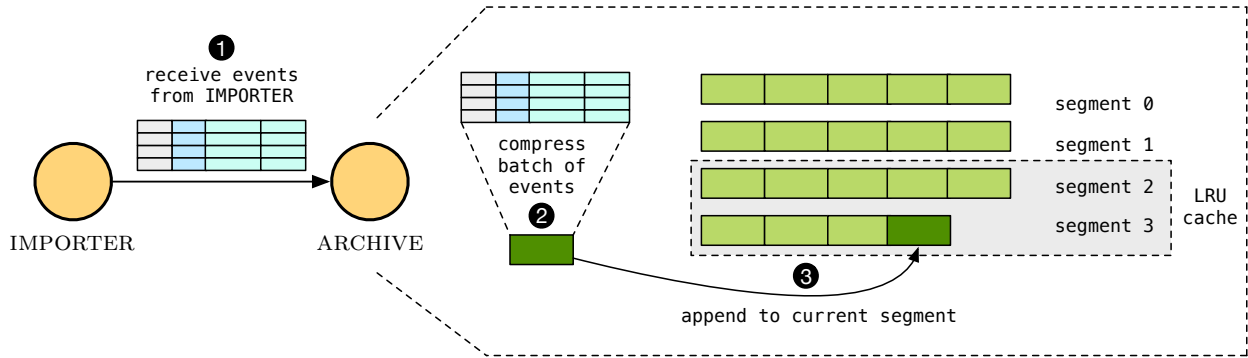 1
receive events
from IMPORTER
IMPORTER
ARCHIVE
compress
batch of
events
2
segment 0
segment 1
segment 2
segment 3
LRU
cache
3
append to current segment